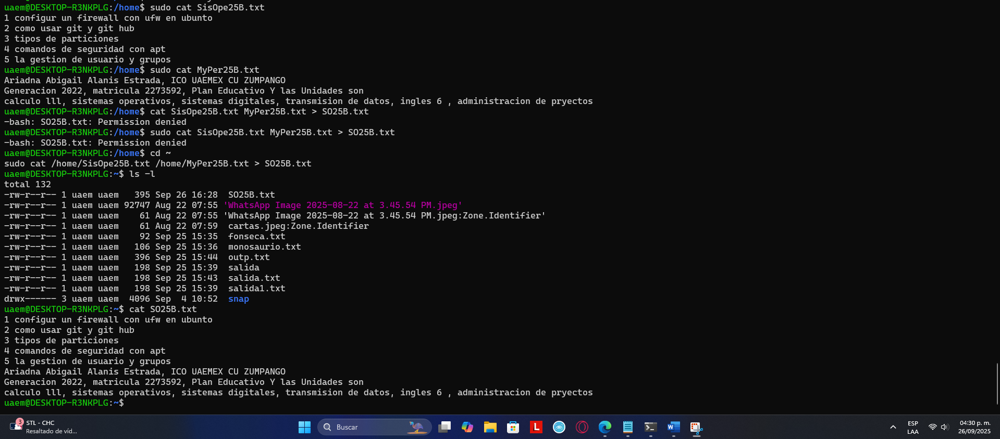 uaem@DESKTOP-R3NKPLG:/home$ sudo cat SisOpe25B.txt
1 configur un firewall con ufw en ubunto
2 como usar git y git hub
3 tipos de particiones
4 comandos de seguridad con apt
5 la gestion de usuario y grupos
uaem@DESKTOP-R3NKPLG:/home$ sudo cat MyPer25B.txt
Ariadna Abigail Alanis Estrada, ICO UAEMEX CU ZUMPANGO
Generacion 2022, matricula 2273592, Plan Educativo Y las Unidades son
calculo lll, sistemas operativos, sistemas digitales, transmision de datos, ingles 6 , administracion de pryectos
uaem@DESKTOP-R3NKPLG:/home$ cat SisOpe25B.txt MyPer25B.txt > SO25B.txt
-bash: SO25B.txt: Permission denied
uaem@DESKTOP-R3NKPLG:/home$ sudo cat SisOpe25B.txt MyPer25B.txt > SO25B.txt
-bash: SO25B.txt: Permission denied
uaem@DESKTOP-R3NKPLG:/home$ cd ~
sudo cat /home/SisOpe25B.txt /home/MyPer25B.txt > SO25B.txt
uaem@DESKTOP-R3NKPLG:~$ ls -l
total 132
-rw-r--r-- 1 uaem uaem   395 Sep 26 16:28  SO25B.txt
-rw-r--r-- 1 uaem uaem 92747 Aug 22 07:55 'WhatsApp Image 2025-08-22 at 3.45.54 PM.jpeg'
-rw-r--r-- 1 uaem uaem    61 Aug 22 07:55 'WhatsApp Image 2025-08-22 at 3.45.54 PM.jpeg:Zone.Identifier'
-rw-r--r-- 1 uaem uaem    61 Aug 22 07:59  cartas.jpeg:Zone.Identifier
-rw-r--r-- 1 uaem uaem    92 Sep 25 15:35  fonseca.txt
-rw-r--r-- 1 uaem uaem   106 Sep 25 15:36  monosaurio.txt
-rw-r--r-- 1 uaem uaem   396 Sep 25 15:44  outp.txt
-rw-r--r-- 1 uaem uaem   198 Sep 25 15:39  salida
-rw-r--r-- 1 uaem uaem   198 Sep 25 15:43  salida.txt
-rw-r--r-- 1 uaem uaem   198 Sep 25 15:39  salida1.txt
drwx------ 3 uaem uaem  4096 Sep  4 10:52  snap
uaem@DESKTOP-R3NKPLG:~$ cat SO25B.txt
1 configur un firewall con ufw en ubunto
2 como usar git y git hub
3 tipos de particiones
4 comandos de seguridad con apt
5 la gestion de usuario y grupos
Ariadna Abigail Alanis Estrada, ICO UAEMEX CU ZUMPANGO
Generacion 2022, matricula 2273592, Plan Educativo Y las Unidades son
calculo lll, sistemas operativos, sistemas digitales, transmision de datos, ingles 6 , administracion de pryectos
uaem@DESKTOP-R3NKPLG:~$
3
STL - CHC
Resaltado de víd...
Buscar
L
W
ESP
LAA
04:30 p. m.
26/09/2025